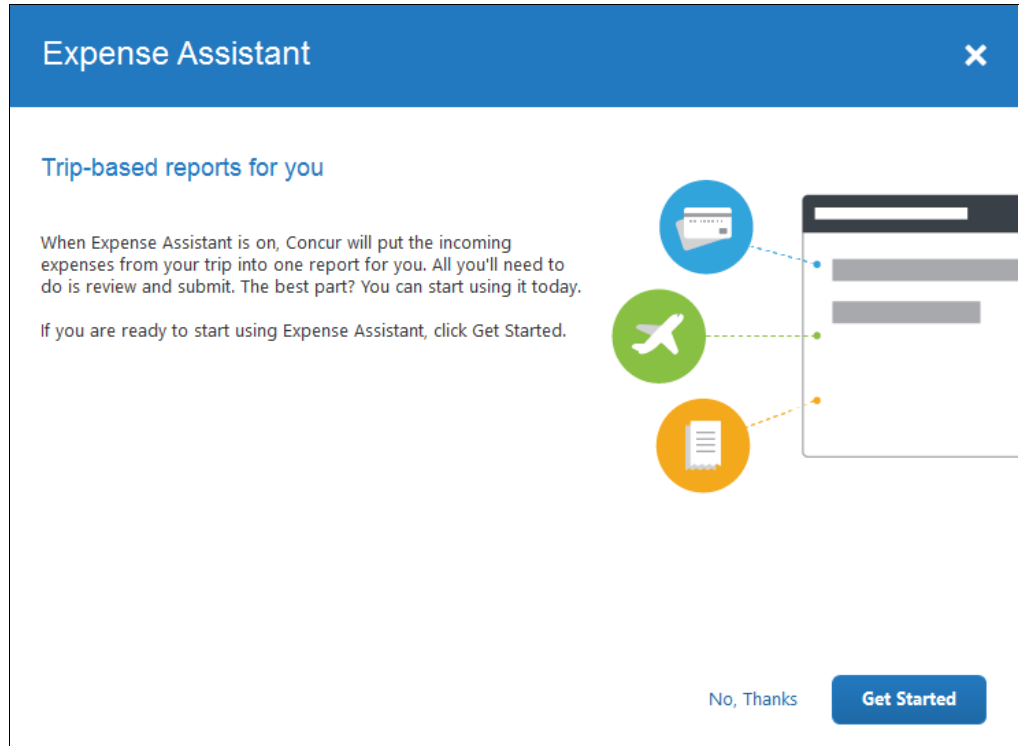 Expense Assistant
Trip-based reports for you
When Expense Assistant is on, Concur will put the incoming
expenses from your trip into one report for you. All you'll need to
do is review and submit. The best part? You can start using it today.
If you are ready to start using Expense Assistant, click Get Started.
No, Thanks
Get Started